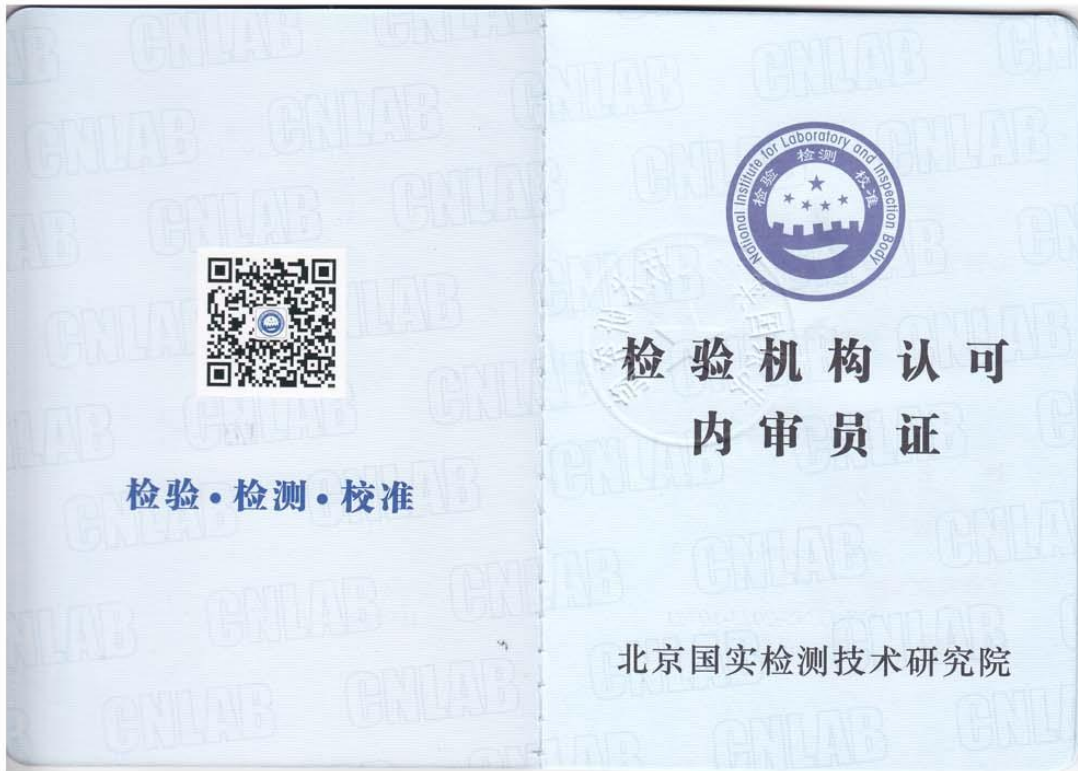 CNLAB
检验·检测·校准
National Institute for Laboratory and Inspection Body
检验 检测 校准
检验机构认可
内审员证
北京国实检测技术研究院